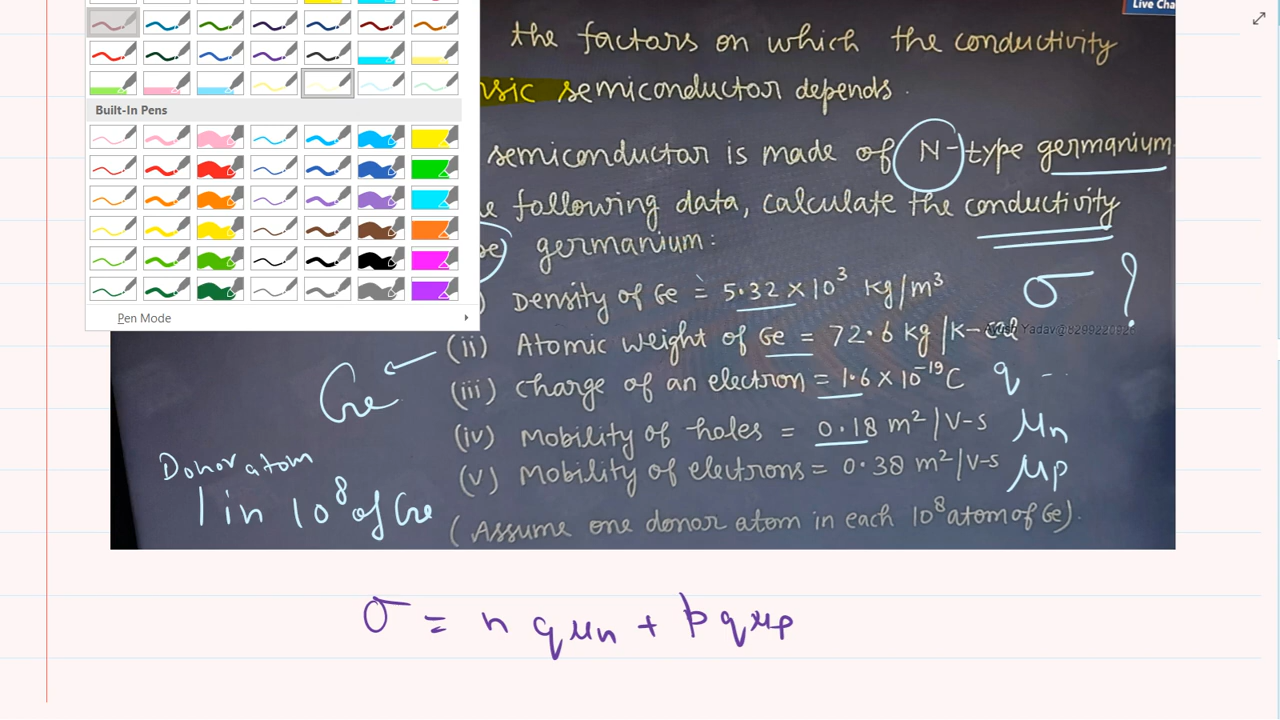 Live Cha
the factors on which the conductivity
Built-In Pens
sic semiconductor depends.
semiconductor is made of N-type germanium
following data, calculate the conductivity
germanium:
Density of Ge = 5.32 × 10³ kg/m³
σ ?
Pen Mode
Yadav@8299220926
(ii) Atomic weight of Ge = 72.6 kg/k-
Ge
(iii) charge of an electron = 1.6 × 10⁻¹⁹ C q
(iv) Mobility of holes = 0.18 m²/V-s μn
Donor atom
(v) Mobility of electrons = 0.38 m²/V-s μp
1 in 10⁸ of Ge
(Assume one donor atom in each 10⁸ atom of Ge).
σ = n q μn + p q μp